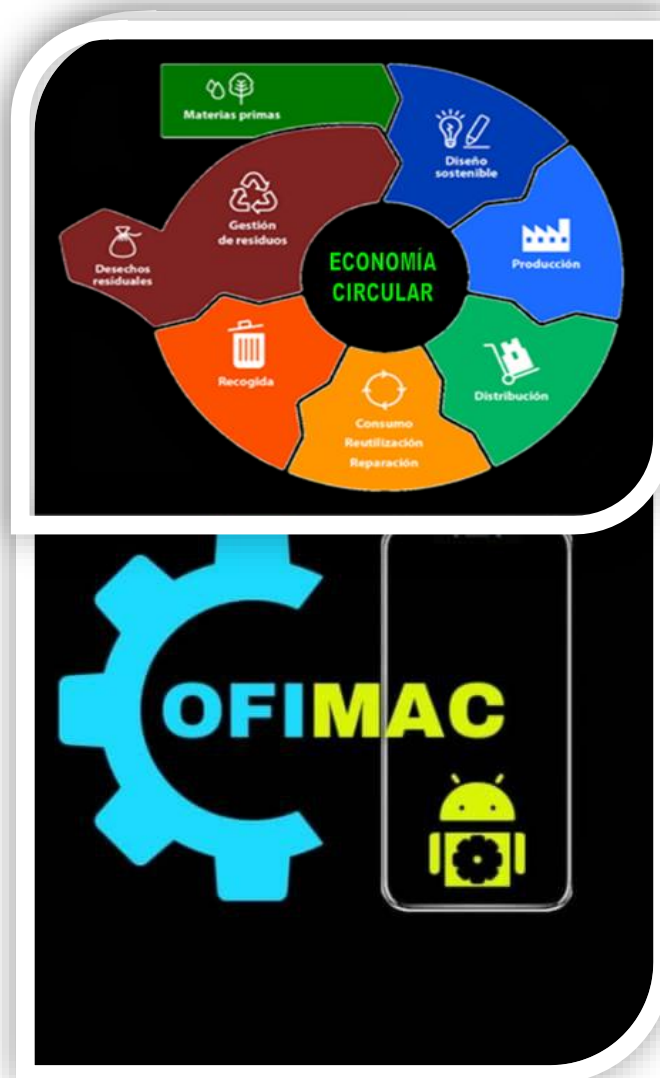 Materias primas
Diseño
sostenible
Producción
Distribución
Consumo
Reutilización
Reparación
Recogida
Gestión
de residuos
Desechos
residuales
ECONOMÍA
CIRCULAR
OFIMAC